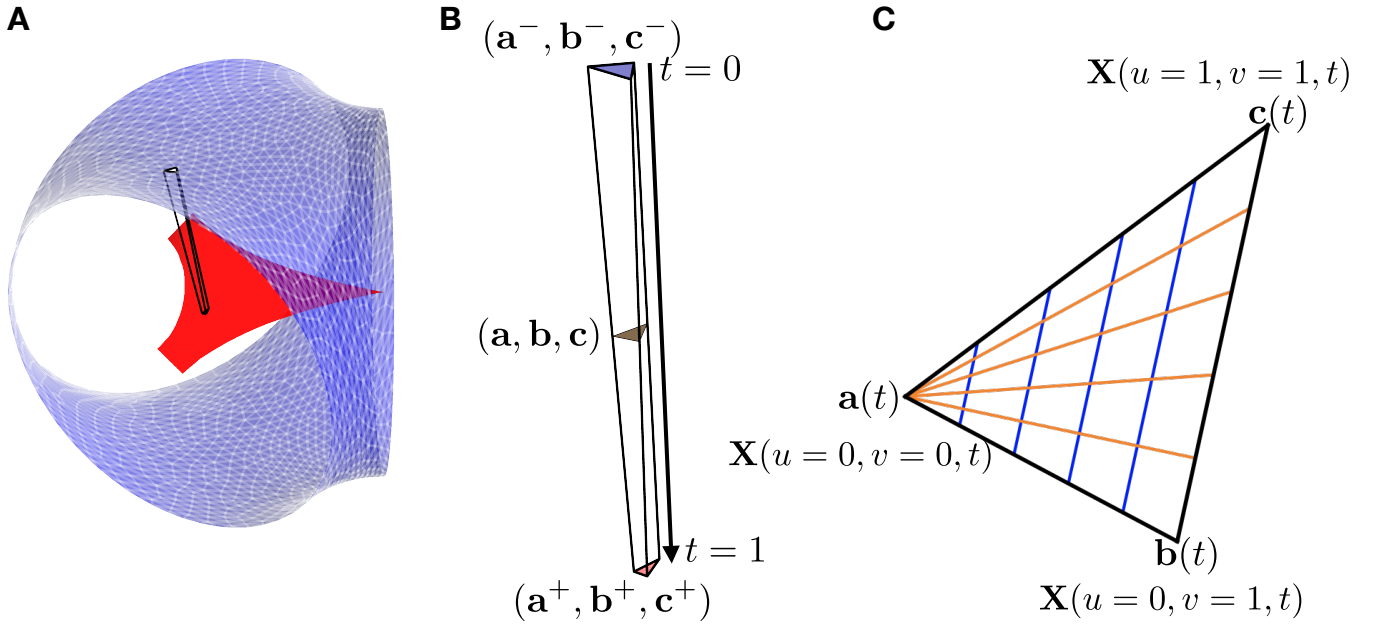 A
B
(a⁻, b⁻, c⁻)
t = 0
(a, b, c)
t = 1
(a⁺, b⁺, c⁺)
C
X(u = 1, v = 1, t)
c(t)
a(t)
X(u = 0, v = 0, t)
b(t)
X(u = 0, v = 1, t)